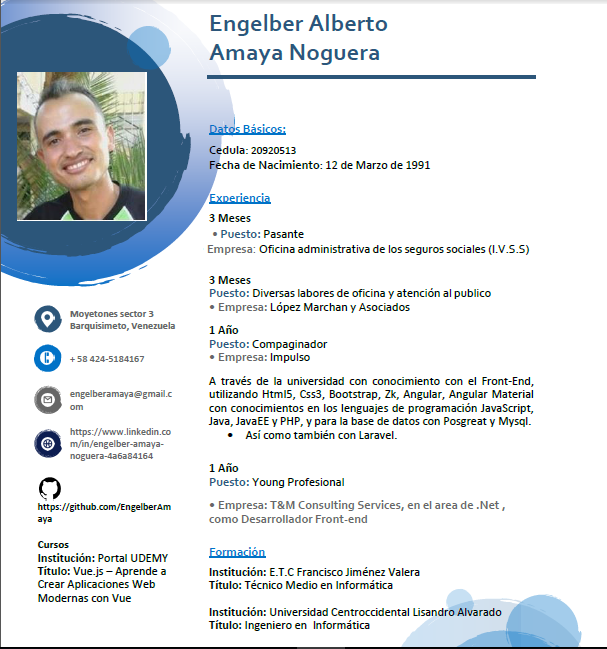 Engelber Alberto
Amaya Noguera
Datos Básicos:
Cedula: 20920513
Fecha de Nacimiento: 12 de Marzo de 1991
Experiencia
3 Meses
• Puesto: Pasante
Empresa: Oficina administrativa de los seguros sociales (I.V.S.S)
3 Meses
Puesto: Diversas labores de oficina y atención al publico
• Empresa: López Marchan y Asociados
1 Año
Puesto: Compaginador
• Empresa: Impulso
A través de la universidad con conocimiento con el Front-End,
utilizando Html5, Css3, Bootstrap, Zk, Angular, Angular Material
con conocimientos en los lenguajes de programación JavaScript,
Java, JavaEE y PHP, y para la base de datos con Posgreat y Mysql.
• Así como también con Laravel.
1 Año
Puesto: Young Profesional
• Empresa: T&M Consulting Services, en el area de .Net ,
como Desarrollador Front-end
Formación
Institución: E.T.C Francisco Jiménez Valera
Título: Técnico Medio en Informática
Institución: Universidad Centroccidental Lisandro Alvarado
Título: Ingeniero en Informática
Moyetones sector 3
Barquisimeto, Venezuela
+ 58 424-5184167
engelberamaya@gmail.c
om
https://www.linkedin.co
m/in/engelber-amaya-
noguera-4a6a84164
https://github.com/EngelberAm
aya
Cursos
Institución: Portal UDEMY
Título: Vue.js – Aprende a
Crear Aplicaciones Web
Modernas con Vue